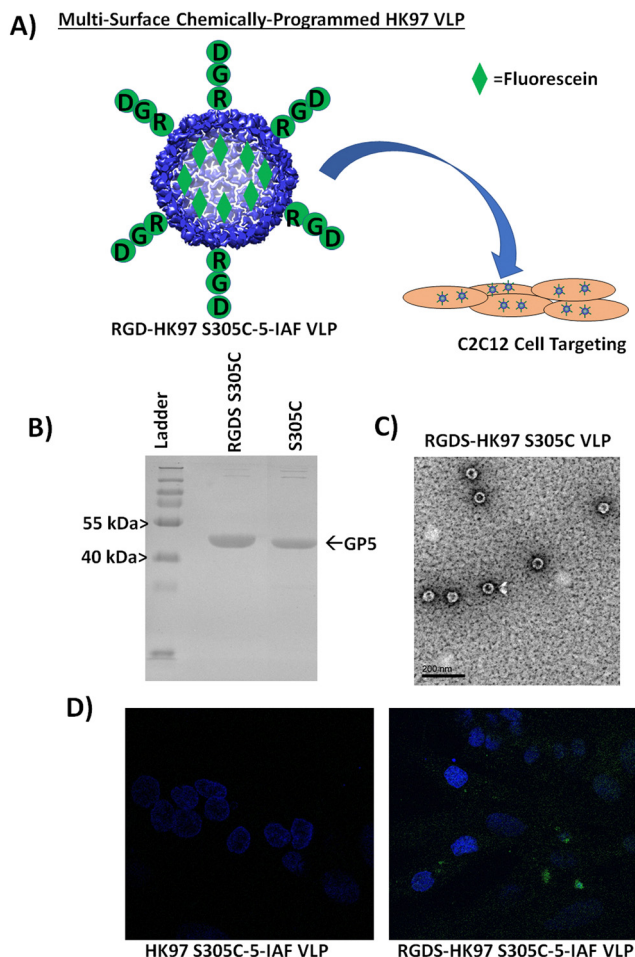 A)
Multi-Surface Chemically-Programmed HK97 VLP
=Fluorescein
D
G
R
D G R
R G D
D G R
R G D
R
G
D
RGD-HK97 S305C-5-IAF VLP
C2C12 Cell Targeting
B)
Ladder
RGDS S305C
S305C
55 kDa>
40 kDa>
←GP5
C)
RGDS-HK97 S305C VLP
200 nm
D)
HK97 S305C-5-IAF VLP
RGDS-HK97 S305C-5-IAF VLP